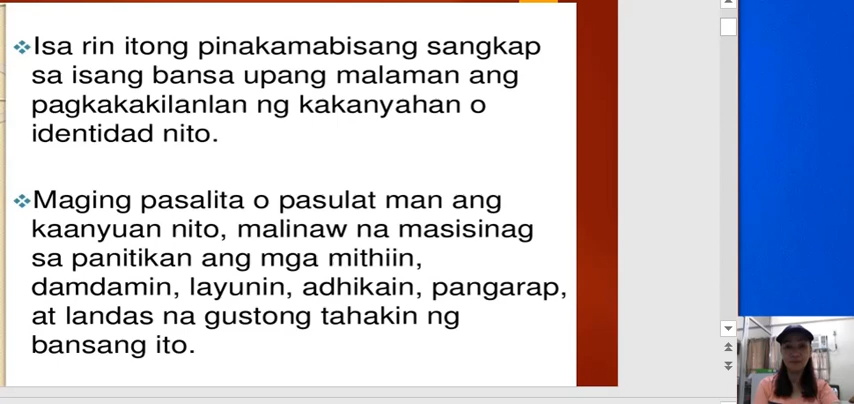 Isa rin itong pinakamabisang sangkap
sa isang bansa upang malaman ang
pagkakakilanlan ng kakanyahan o
identidad nito.
Maging pasalita o pasulat man ang
kaanyuan nito, malinaw na masisinag
sa panitikan ang mga mithiin,
damdamin, layunin, adhikain, pangarap,
at landas na gustong tahakin ng
bansang ito.